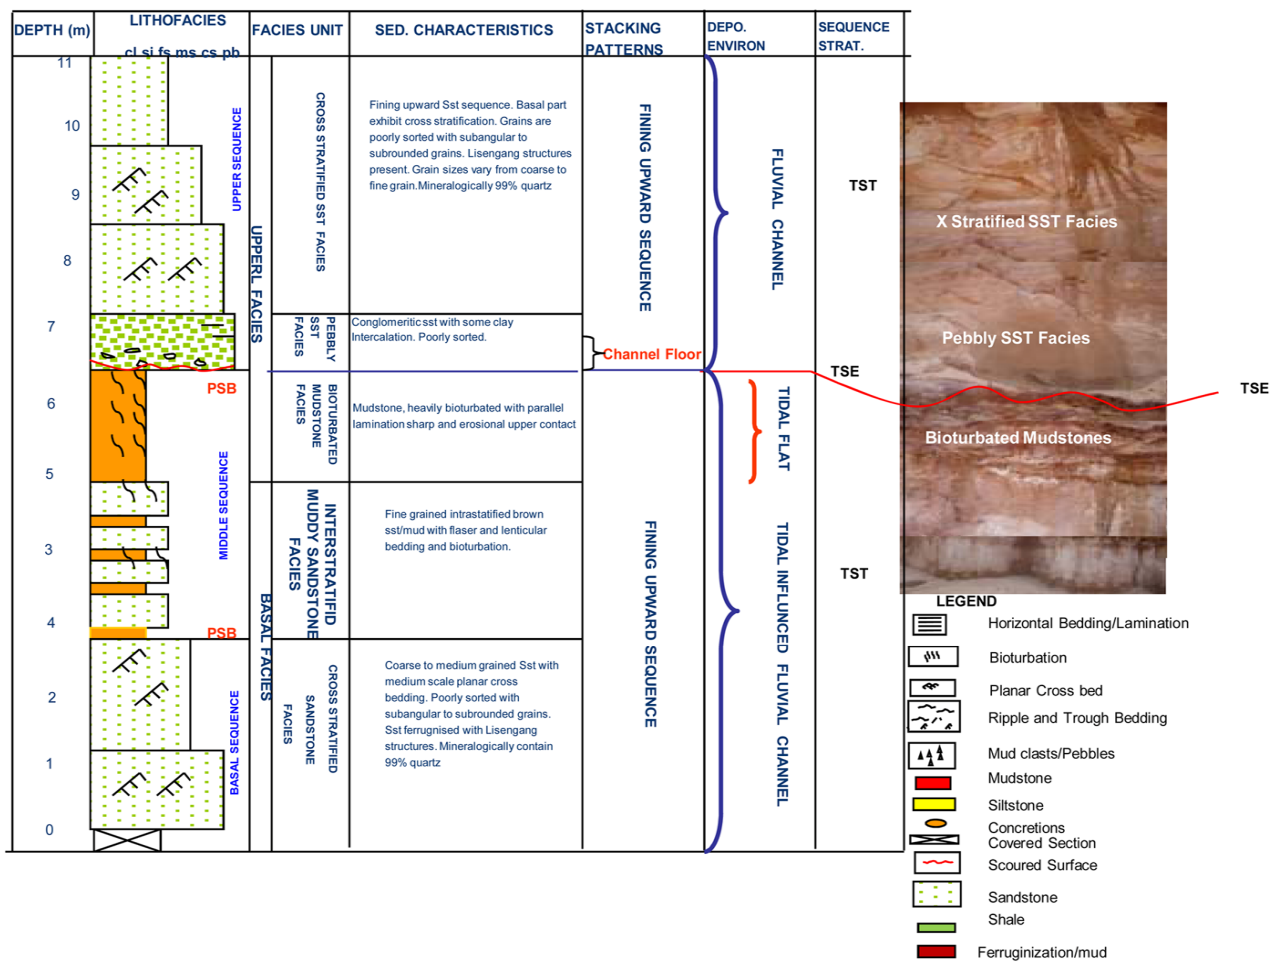 DEPTH (m)
LITHOFACIES
cl si fs ms cs pb
FACIES UNIT
SED. CHARACTERISTICS
STACKING
PATTERNS
DEPO.
ENVIRON
SEQUENCE
STRAT.
11
10
9
8
7
6
5
3
4
2
1
0
UPPER SEQUENCE
MIDDLE SEQUENCE
BASAL SEQUENCE
PSB
PSB
UPPERL FACIES
BASAL FACIES
CROSS STRATIFIED SST FACIES
PEBBLY
SST
FACIES
BIOTURBATED
MUDSTONE
FACIES
INTERSTRATIFID
MUDDY SANDSTONE
FACIES
CROSS STRATIFIED
SANDSTONE
FACIES
Fining upward Sst sequence. Basal part
exhibit cross stratification. Grains are
poorly sorted with subangular to
subrounded grains. Lisengang structures
present. Grain sizes vary from coarse to
fine grain.Mineralogically 99% quartz
Conglomeritic sst with some clay
Intercalation. Poorly sorted.
Mudstone, heavily bioturbated with parallel
lamination sharp and erosional upper contact
Fine grained intrastatified brown
sst/mud with flaser and lenticular
bedding and bioturbation.
Coarse to medium grained Sst with
medium scale planar cross
bedding. Poorly sorted with
subangular to subrounded grains.
Sst ferrugnised with Lisengang
structures. Mineralogically contain
99% quartz
FINING UPWARD SEQUENCE
Channel Floor
FINING UPWARD SEQUENCE
FLUVIAL CHANNEL
TIDAL FLAT
TIDAL INFLUNCED FLUVIAL CHANNEL
TST
TSE
TST
X Stratified SST Facies
Pebbly SST Facies
TSE
Bioturbated Mudstones
LEGEND
Horizontal Bedding/Lamination
Bioturbation
Planar Cross bed
Ripple and Trough Bedding
Mud clasts/Pebbles
Mudstone
Siltstone
Concretions
Covered Section
Scoured Surface
Sandstone
Shale
Ferruginization/mud